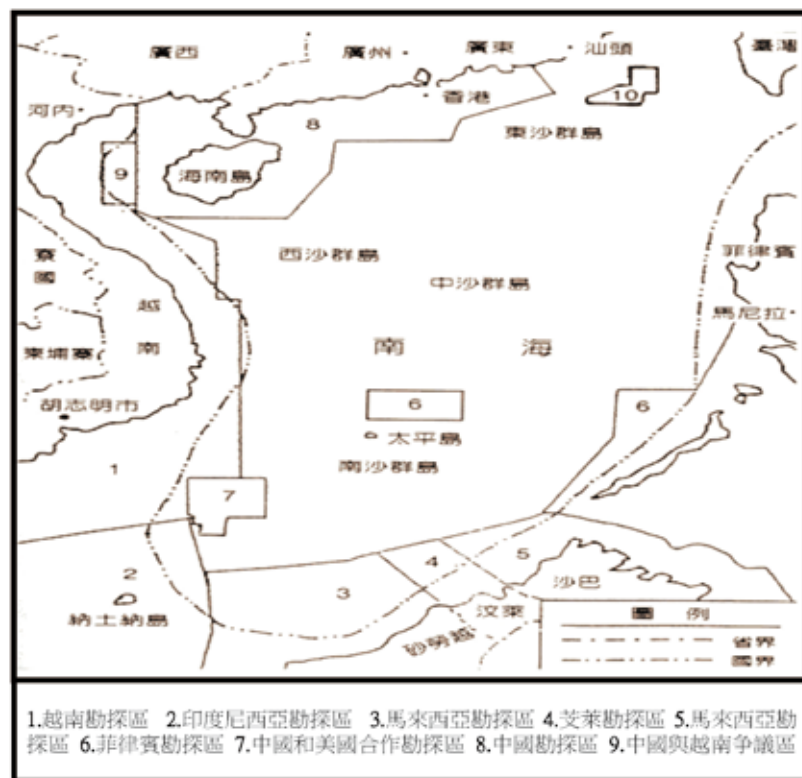 廣西
廣州
廣東
汕頭
臺灣
河內
香港
10
8
東沙群島
9
海南島
寮國
西沙群島
菲律賓
中沙群島
越南
馬尼拉
南海
柬埔寨
6
6
胡志明市
太平島
南沙群島
1
7
2
3
4
5
沙巴
納土納島
汶萊
砂勞越
圖例
省界
國界
1.越南勘探區 2.印度尼西亞勘探區 3.馬來西亞勘探區 4.艾萊勘探區 5.馬來西亞勘
探區 6.菲律賓勘探區 7.中國和美國合作勘探區 8.中國勘探區 9.中國與越南爭議區